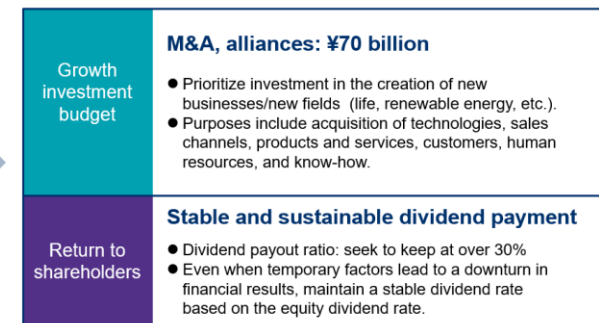 Growth
investment
budget
M&A, alliances: ¥70 billion
● Prioritize investment in the creation of new
businesses/new fields (life, renewable energy, etc.).
● Purposes include acquisition of technologies, sales
channels, products and services, customers, human
resources, and know-how.
Return to
shareholders
Stable and sustainable dividend payment
● Dividend payout ratio: seek to keep at over 30%
● Even when temporary factors lead to a downturn in
financial results, maintain a stable dividend rate
based on the equity dividend rate.